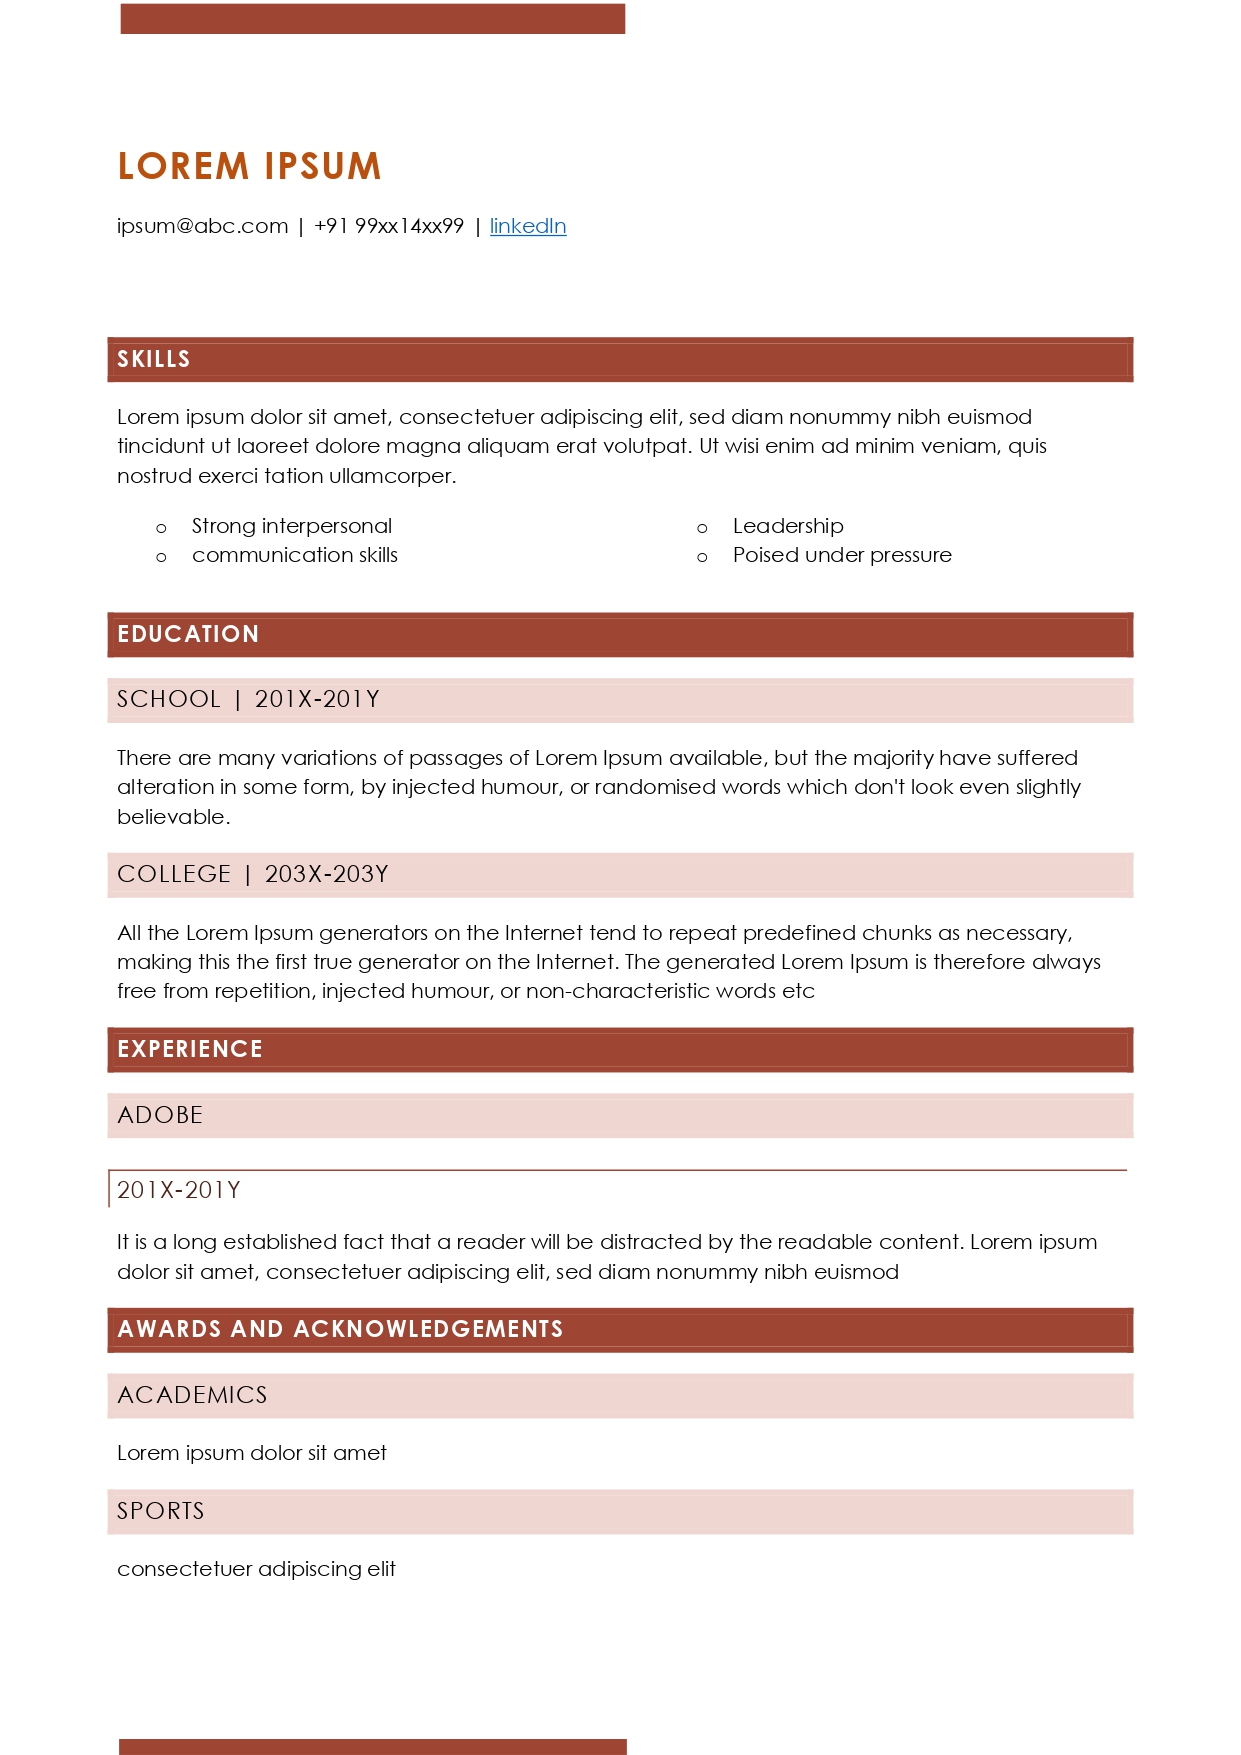 LOREM IPSUM
ipsum@abc.com | +91 99xx14xx99 | linkedIn
SKILLS
Lorem ipsum dolor sit amet, consectetuer adipiscing elit, sed diam nonummy nibh euismod
tincidunt ut laoreet dolore magna aliquam erat volutpat. Ut wisi enim ad minim veniam, quis
nostrud exerci tation ullamcorper.
o Strong interpersonal
o communication skills
o Leadership
o Poised under pressure
EDUCATION
SCHOOL | 201X-201Y
There are many variations of passages of Lorem Ipsum available, but the majority have suffered
alteration in some form, by injected humour, or randomised words which don't look even slightly
believable.
COLLEGE | 203X-203Y
All the Lorem Ipsum generators on the Internet tend to repeat predefined chunks as necessary,
making this the first true generator on the Internet. The generated Lorem Ipsum is therefore always
free from repetition, injected humour, or non-characteristic words etc
EXPERIENCE
ADOBE
201X-201Y
It is a long established fact that a reader will be distracted by the readable content. Lorem ipsum
dolor sit amet, consectetuer adipiscing elit, sed diam nonummy nibh euismod
AWARDS AND ACKNOWLEDGEMENTS
ACADEMICS
Lorem ipsum dolor sit amet
SPORTS
consectetuer adipiscing elit